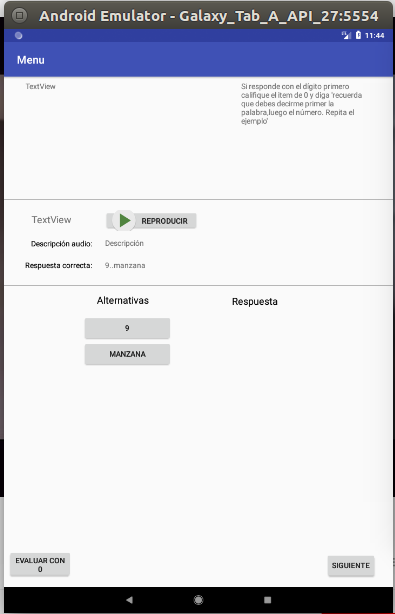 Android Emulator - Galaxy_Tab_A_API_27:5554
11:44
Menu
TextView
Si responde con el dígito primero
califique el ítem de 0 y diga 'recuerda
que debes decirme primer la
palabra,luego el número. Repita el
ejemplo'
TextView
REPRODUCIR
Descripción audio:
Descripción
Respuesta correcta:
9..manzana
Alternativas
Respuesta
9
MANZANA
EVALUAR CON
0
SIGUIENTE